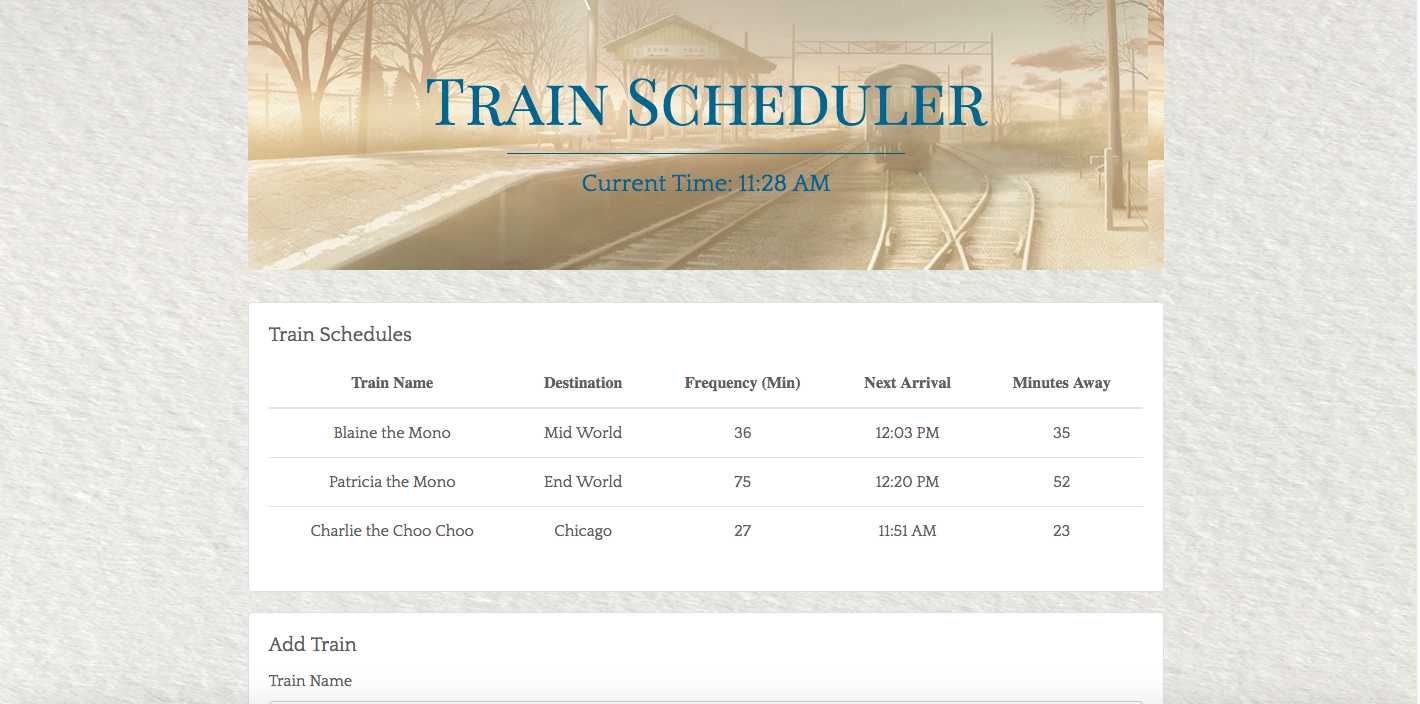 Train Scheduler
Current Time: 11:28 AM
Train Schedules
Train Name Destination Frequency (Min) Next Arrival Minutes Away
Blaine the Mono Mid World 36 12:03 PM 35
Patricia the Mono End World 75 12:20 PM 52
Charlie the Choo Choo Chicago 27 11:51 AM 23
Add Train
Train Name